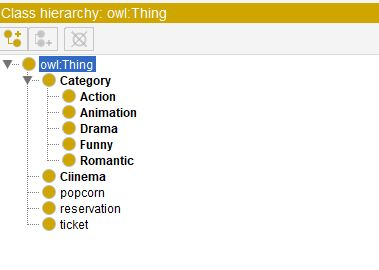 Class hierarchy: owl:Thing
owl:Thing
Category
Action
Animation
Drama
Funny
Romantic
Ciinema
popcorn
reservation
ticket